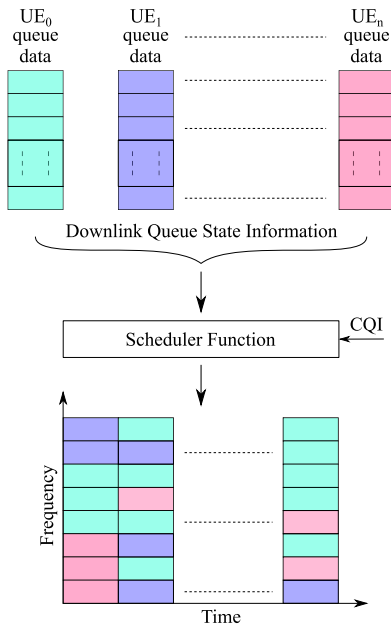 UE0 queue data
UE1 queue data
UEn queue data
Downlink Queue State Information
Scheduler Function
CQI
Frequency
Time